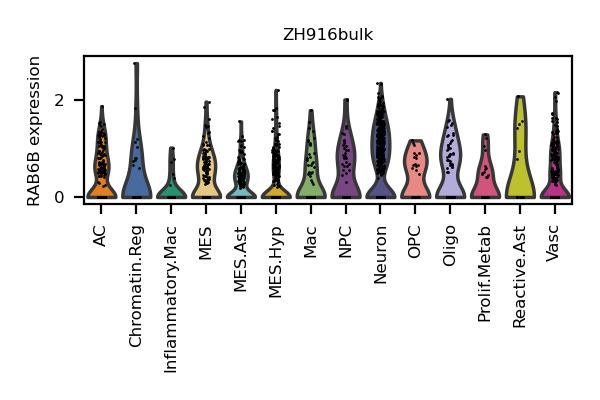 ZH916bulk
RAB6B expression
2
0
AC
Chromatin.Reg
Inflammatory.Mac
MES
MES.Ast
MES.Hyp
Mac
NPC
Neuron
OPC
Oligo
Prolif.Metab
Reactive.Ast
Vasc